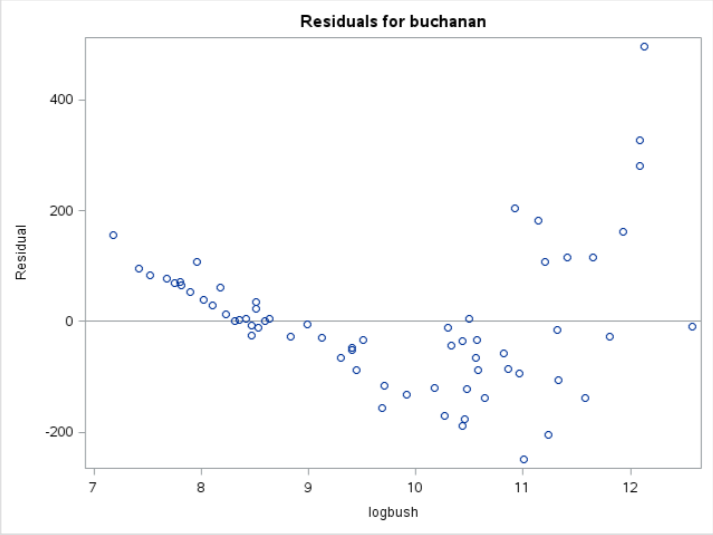 Residuals for buchanan
400
200
0
-200
Residual
7 8 9 10 11 12
logbush